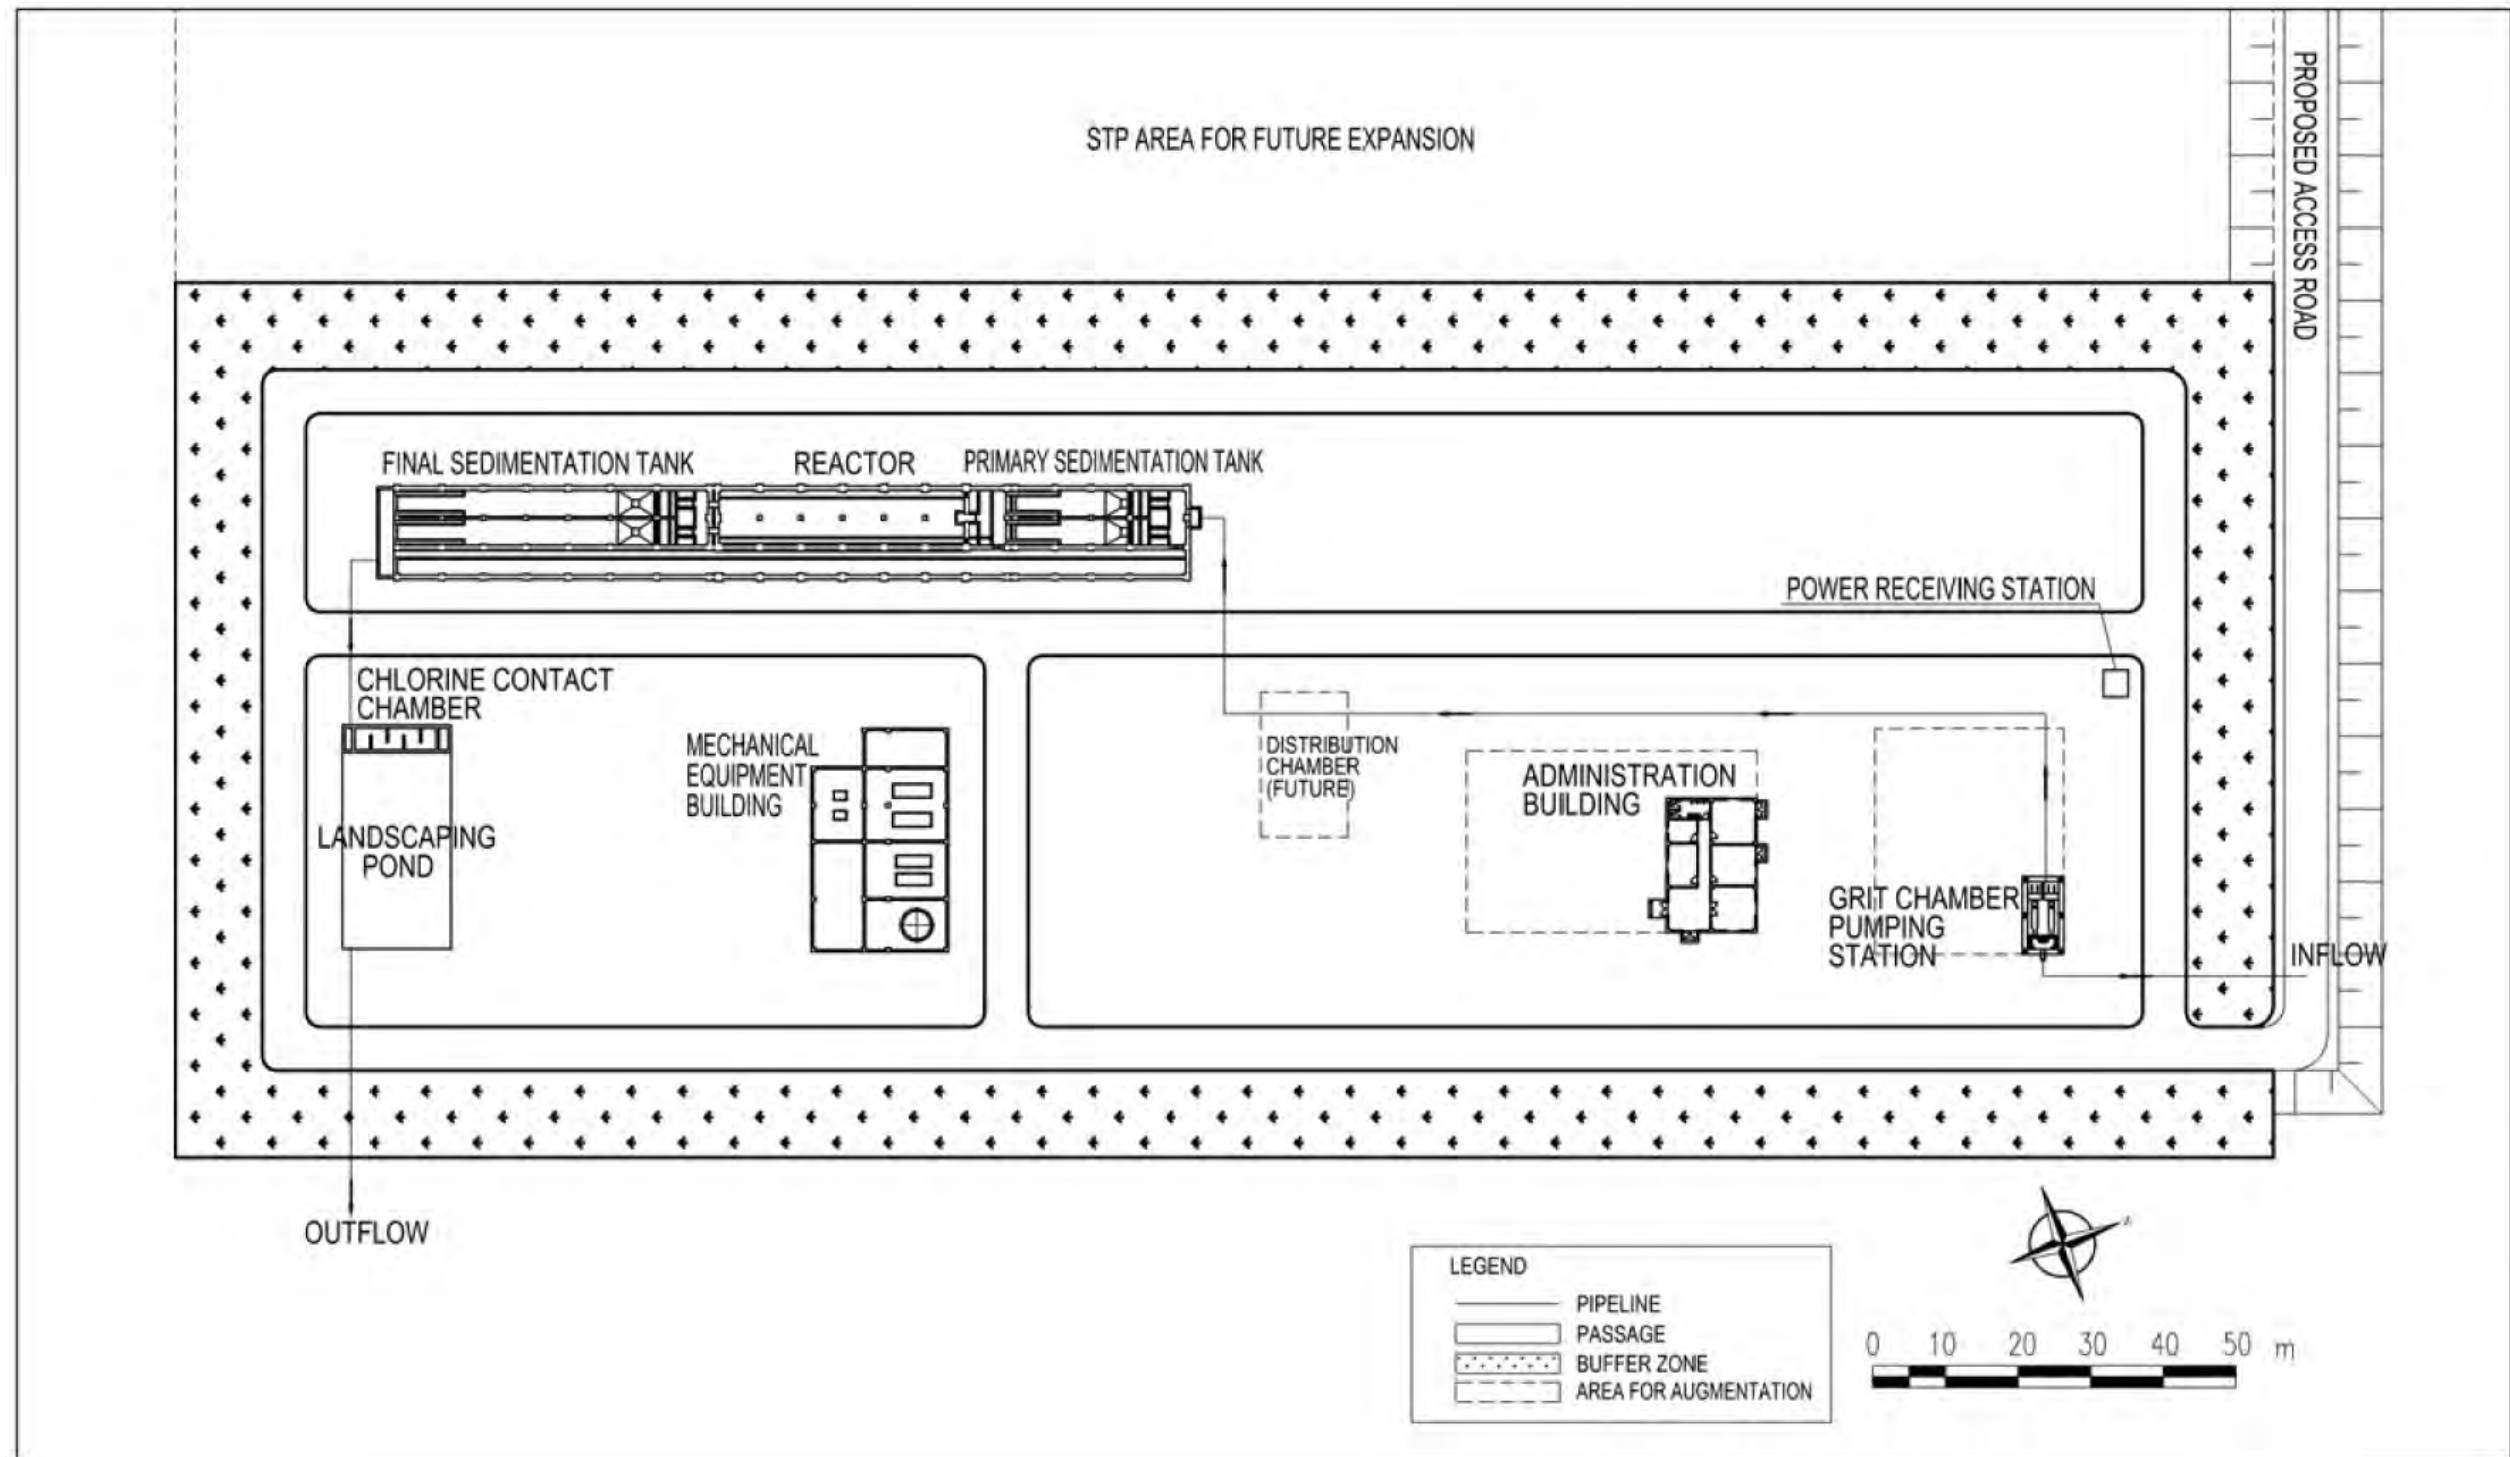 STP AREA FOR FUTURE EXPANSION
PROPOSED ACCESS ROAD
FINAL SEDIMENTATION TANK
REACTOR
PRIMARY SEDIMENTATION TANK
POWER RECEIVING STATION
CHLORINE CONTACT
CHAMBER
MECHANICAL
EQUIPMENT
BUILDING
DISTRIBUTION
CHAMBER
(FUTURE)
ADMINISTRATION
BUILDING
LANDSCAPING
POND
GRIT CHAMBER
PUMPING
STATION
INFLOW
OUTFLOW
LEGEND
PIPELINE
PASSAGE
BUFFER ZONE
AREA FOR AUGMENTATION
0 10 20 30 40 50 m